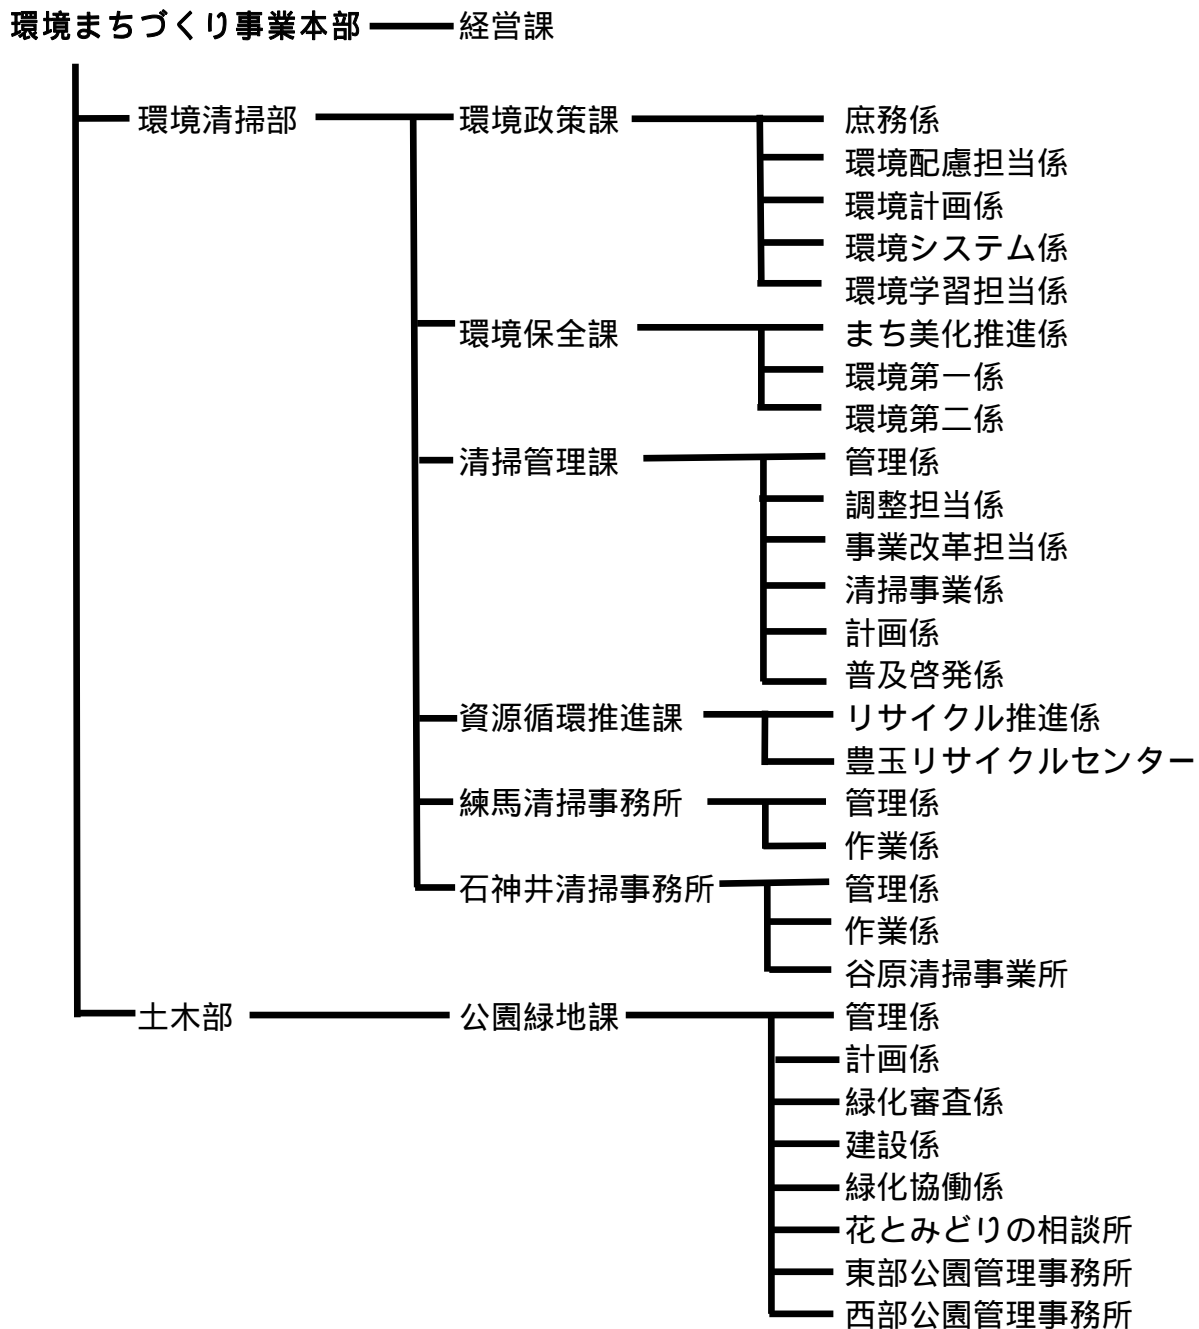 環境まちづくり事業本部 経営課
環境清掃部 環境政策課 庶務係
環境配慮担当係
環境計画係
環境システム係
環境学習担当係
環境保全課 まち美化推進係
環境第一係
環境第二係
清掃管理課 管理係
調整担当係
事業改革担当係
清掃事業係
計画係
普及啓発係
資源循環推進課 リサイクル推進係
豊玉リサイクルセンター
練馬清掃事務所 管理係
作業係
石神井清掃事務所 管理係
作業係
谷原清掃事業所
土木部 公園緑地課 管理係
計画係
緑化審査係
建設係
緑化協働係
花とみどりの相談所
東部公園管理事務所
西部公園管理事務所